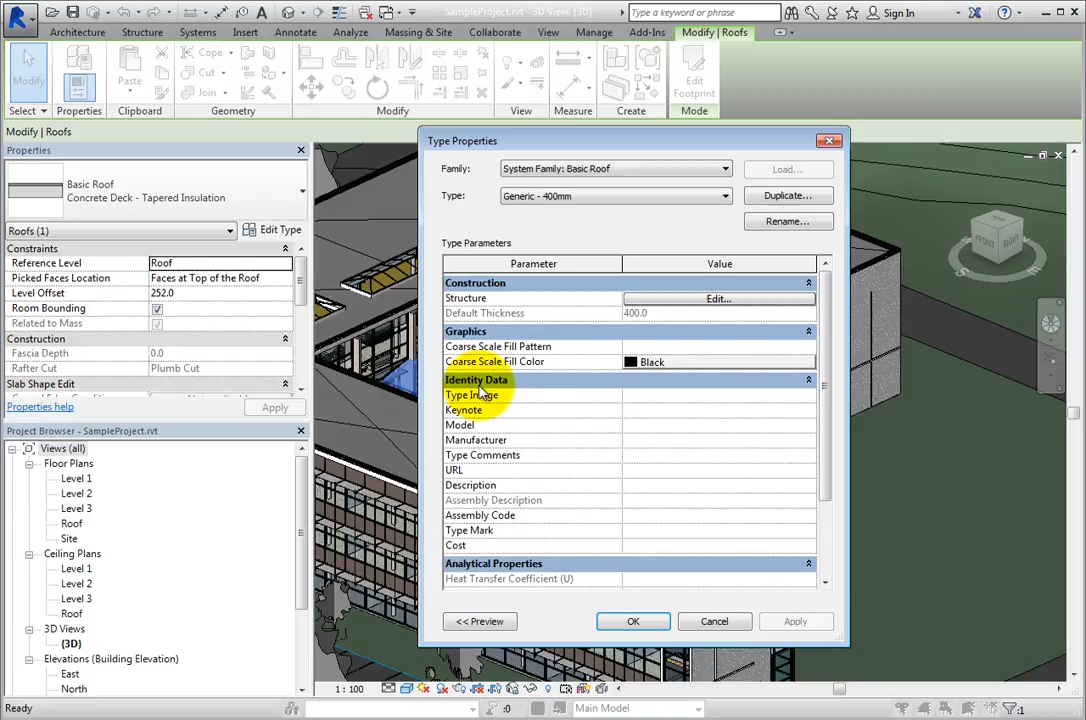 SampleProject.rvt - 3D View: {3D}
Type a keyword or phrase
Sign In
Architecture Structure Systems Insert Annotate Analyze Massing & Site Collaborate View Manage Add-Ins Modify | Roofs
Modify
Paste
Cope
Cut
Join
Edit
Footprint
Select Properties Clipboard Geometry Modify View Measure Create Mode
Modify | Roofs
Properties
Basic Roof
Concrete Deck - Tapered Insulation
Roofs (1)
Edit Type
Constraints
Reference Level Roof
Picked Faces Location Faces at Top of the Roof
Level Offset 252.0
Room Bounding
Related to Mass
Construction
Fascia Depth 0.0
Rafter Cut Plumb Cut
Slab Shape Edit
Properties help
Apply
Project Browser - SampleProject.rvt
Views (all)
Floor Plans
Level 1
Level 2
Level 3
Roof
Site
Ceiling Plans
Level 1
Level 2
Level 3
Roof
3D Views
{3D}
Elevations (Building Elevation)
East
North
Type Properties
Family: System Family: Basic Roof
Load...
Type: Generic - 400mm
Duplicate...
Rename...
Type Parameters
Parameter Value
Construction
Structure Edit...
Default Thickness 400.0
Graphics
Coarse Scale Fill Pattern
Coarse Scale Fill Color Black
Identity Data
Type Image
Keynote
Model
Manufacturer
Type Comments
URL
Description
Assembly Description
Assembly Code
Type Mark
Cost
Analytical Properties
Heat Transfer Coefficient (U)
<< Preview OK Cancel Apply
TOP
FRONT
RIGHT
S
E
1 : 100
Ready
:0
Main Model
:1